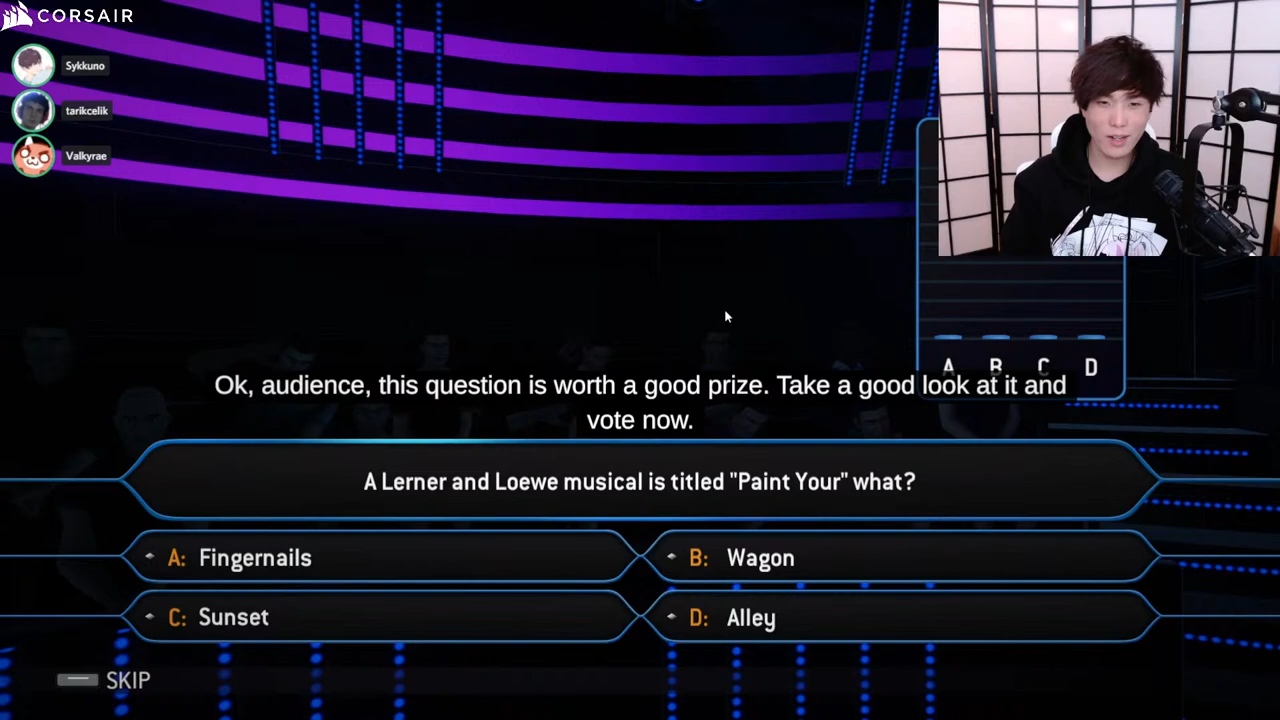 CORSAIR
Sykkuno
tarikcelik
Valkyrae
A B C D
Ok, audience, this question is worth a good prize. Take a good look at it and
vote now.
A Lerner and Loewe musical is titled "Paint Your" what?
A: Fingernails
B: Wagon
C: Sunset
D: Alley
SKIP